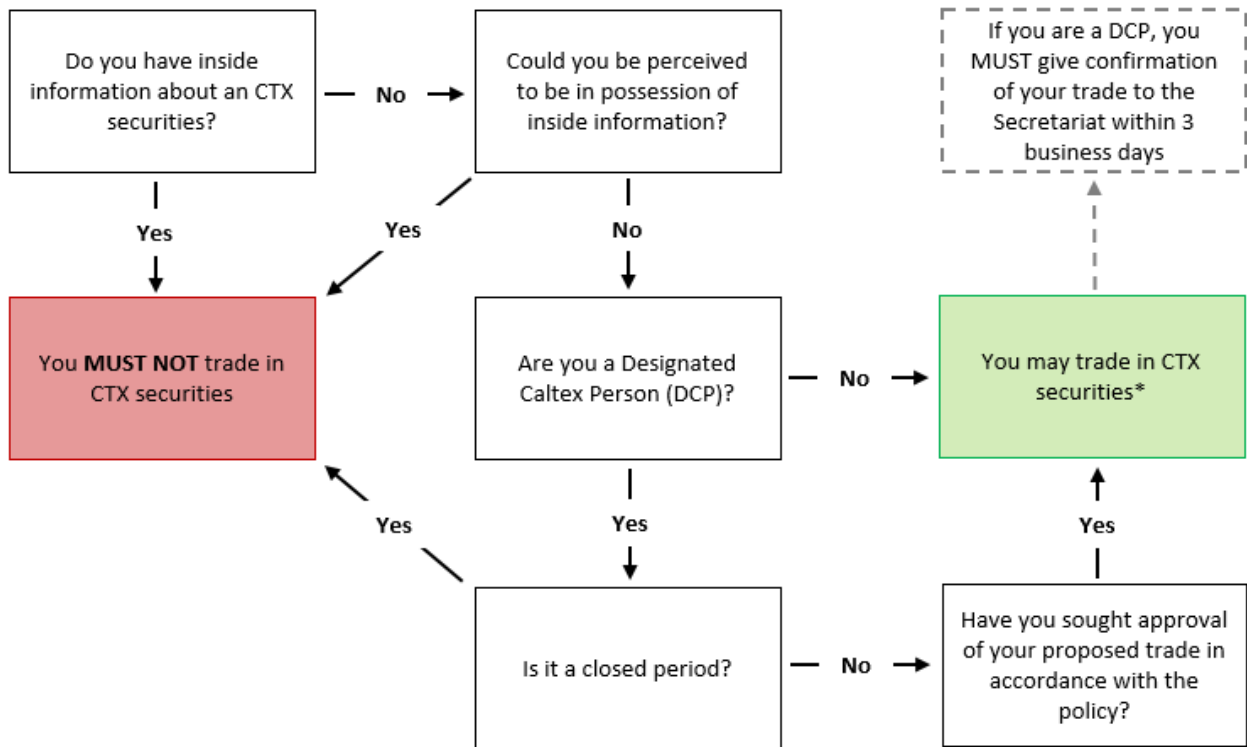 Do you have inside
information about an CTX
securities?
No
Could you be perceived
to be in possession of
inside information?
If you are a DCP, you
MUST give confirmation
of your trade to the
Secretariat within 3
business days
Yes
Yes
No
You MUST NOT trade in
CTX securities
Are you a Designated
Caltex Person (DCP)?
No
You may trade in CTX
securities*
Yes
Yes
Yes
Is it a closed period?
No
Have you sought approval
of your proposed trade in
accordance with the
policy?